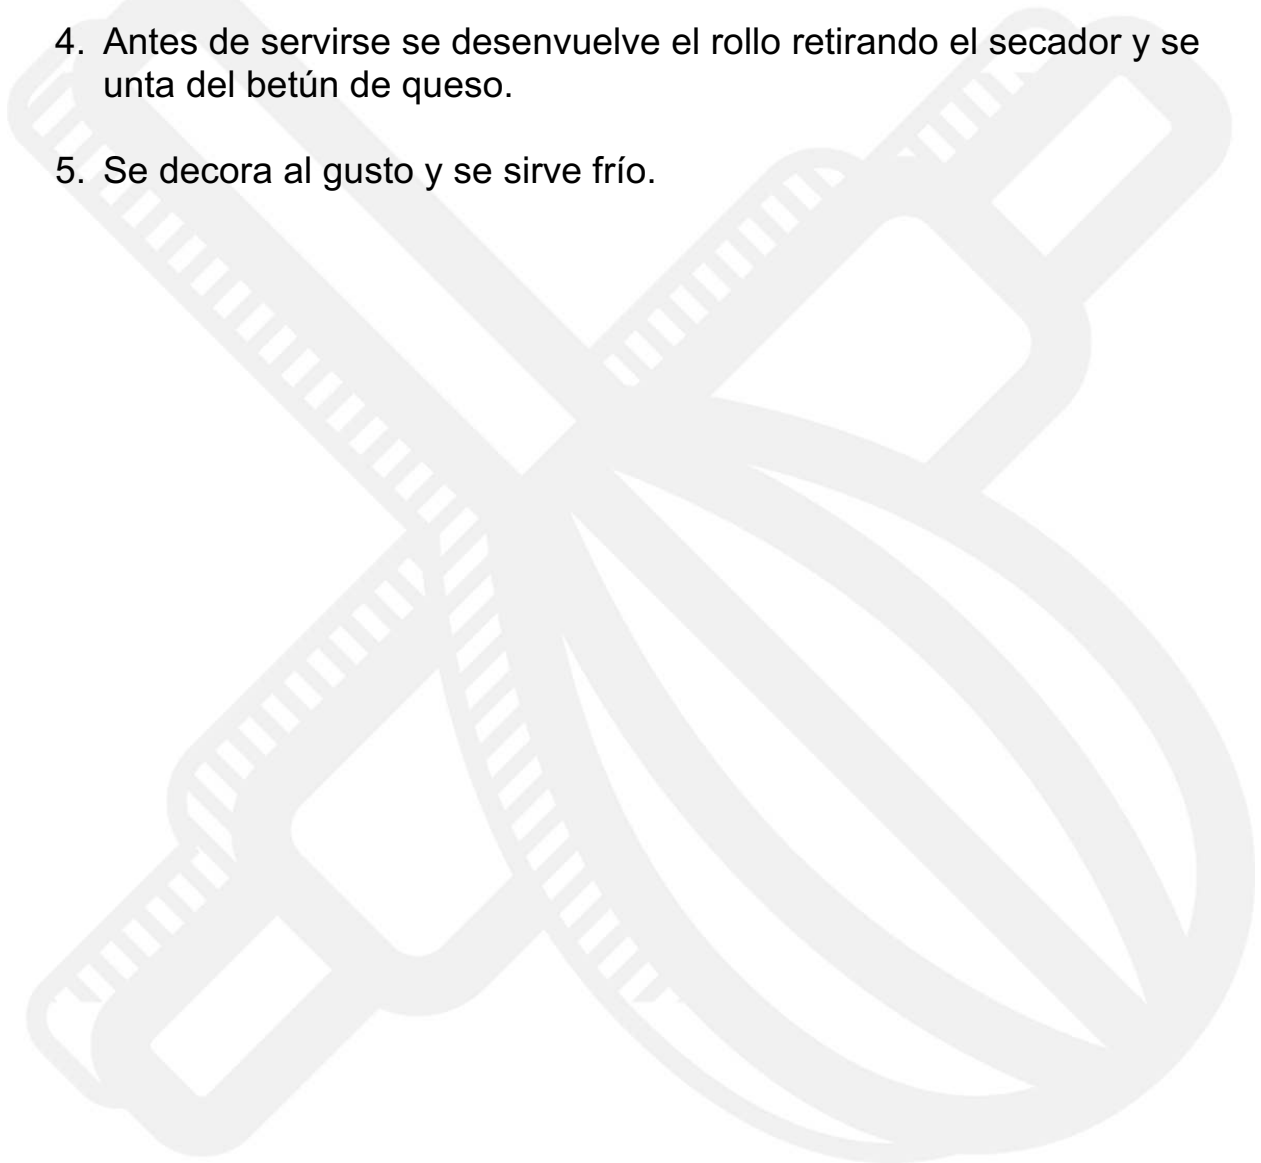 4. Antes de servirse se desenvuelve el rollo retirando el secador y se
unta del betún de queso.
5. Se decora al gusto y se sirve frío.